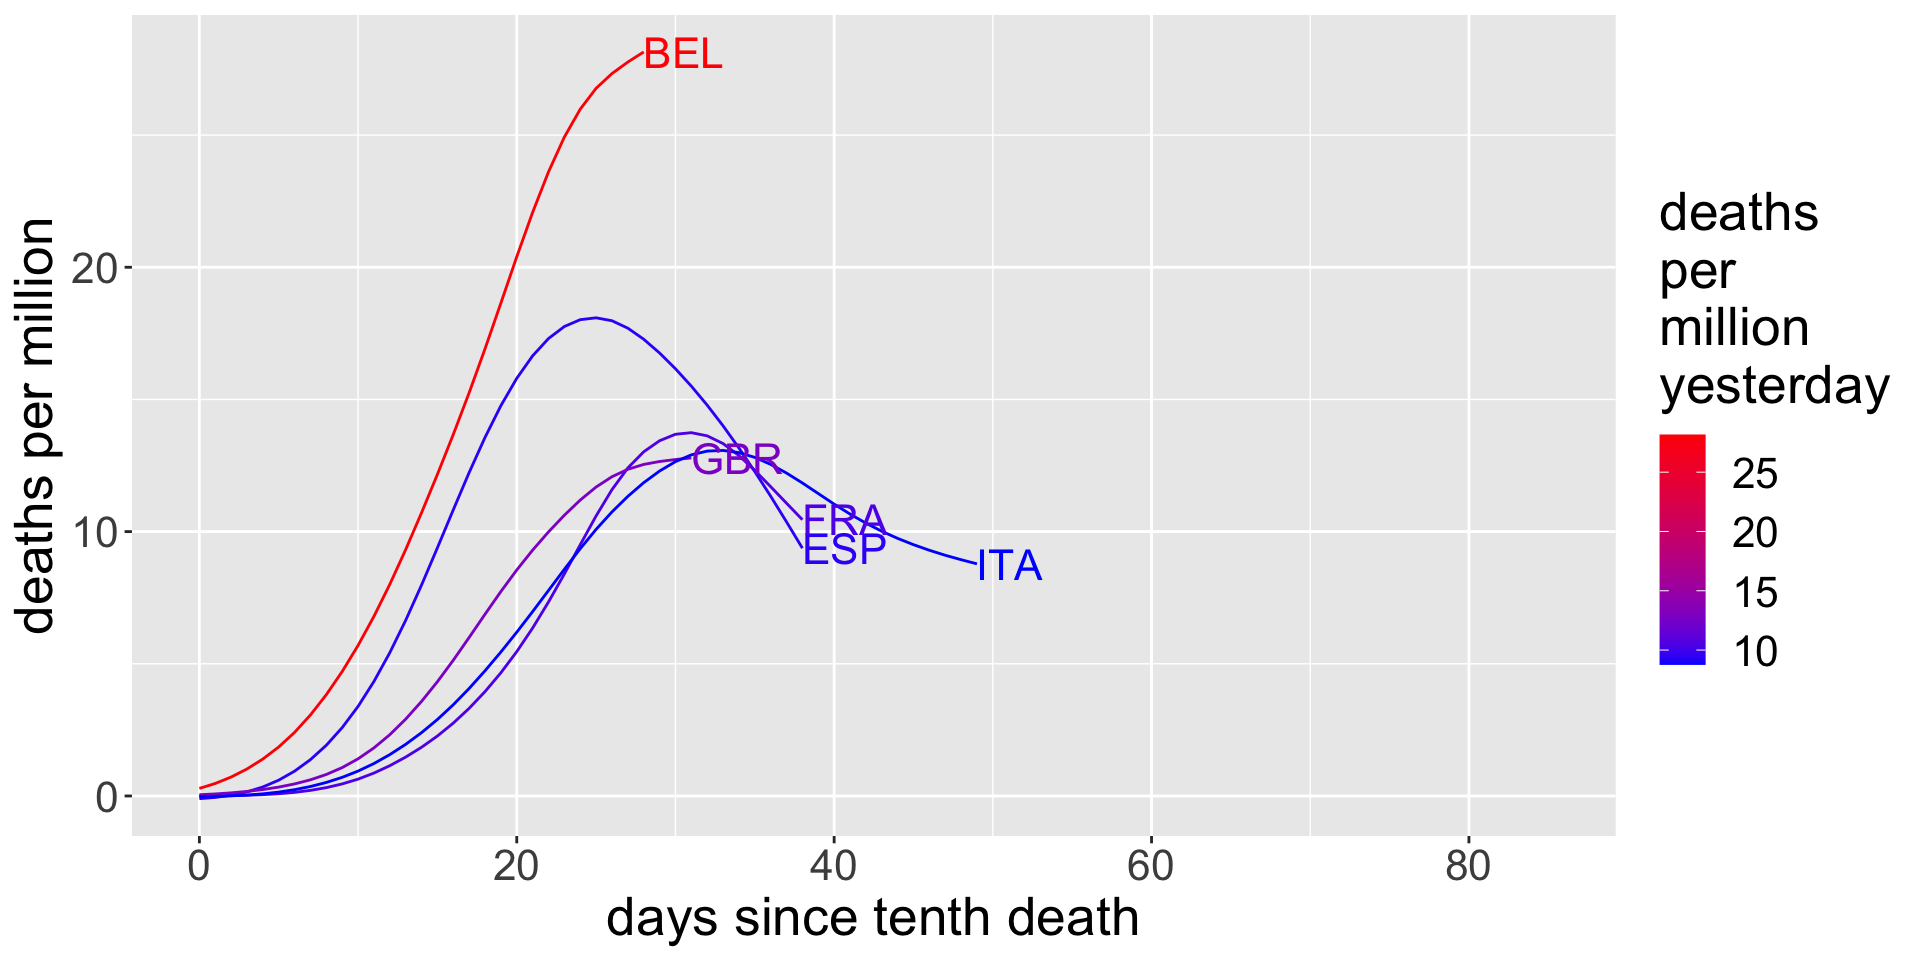 BEL
GBR
FRA
ESP
ITA
20
10
0
0 20 40 60 80
days since tenth death
deaths per million
deaths
per
million
yesterday
25
20
15
10